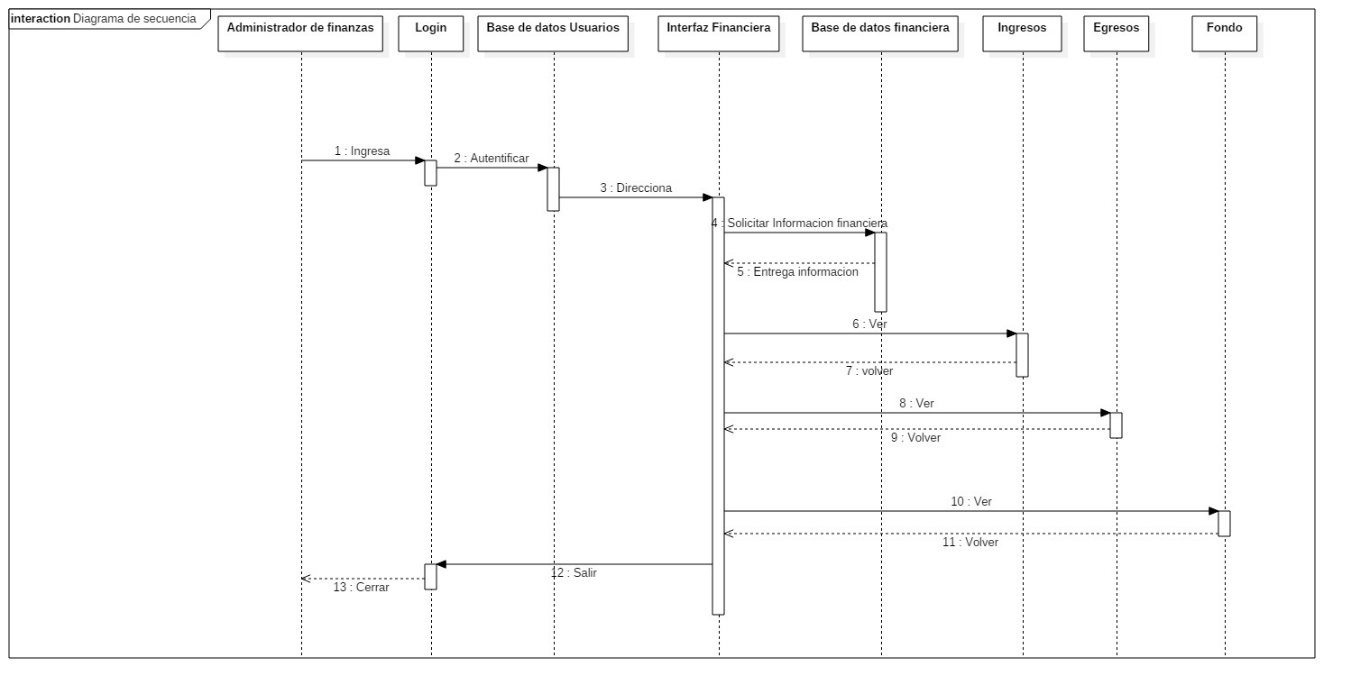 interaction Diagrama de secuencia
Administrador de finanzas
Login
Base de datos Usuarios
Interfaz Financiera
Base de datos financiera
Ingresos
Egresos
Fondo
1 : Ingresa
2 : Autentificar
3 : Direcciona
4 : Solicitar Informacion financiera
5 : Entrega informacion
6 : Ver
7 : volver
8 : Ver
9 : Volver
10 : Ver
11 : Volver
12 : Salir
13 : Cerrar